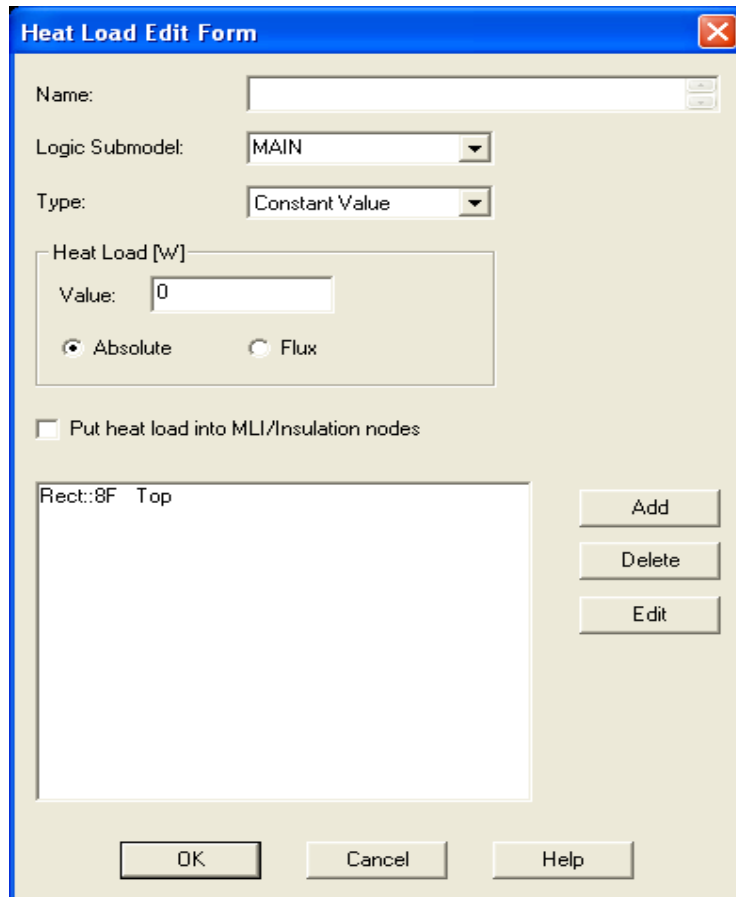 Heat Load Edit Form
Name:
Logic Submodel: MAIN
Type: Constant Value
Heat Load [W]
Value: 0
Absolute Flux
Put heat load into MLI/Insulation nodes
Rect::8F Top
Add
Delete
Edit
OK Cancel Help